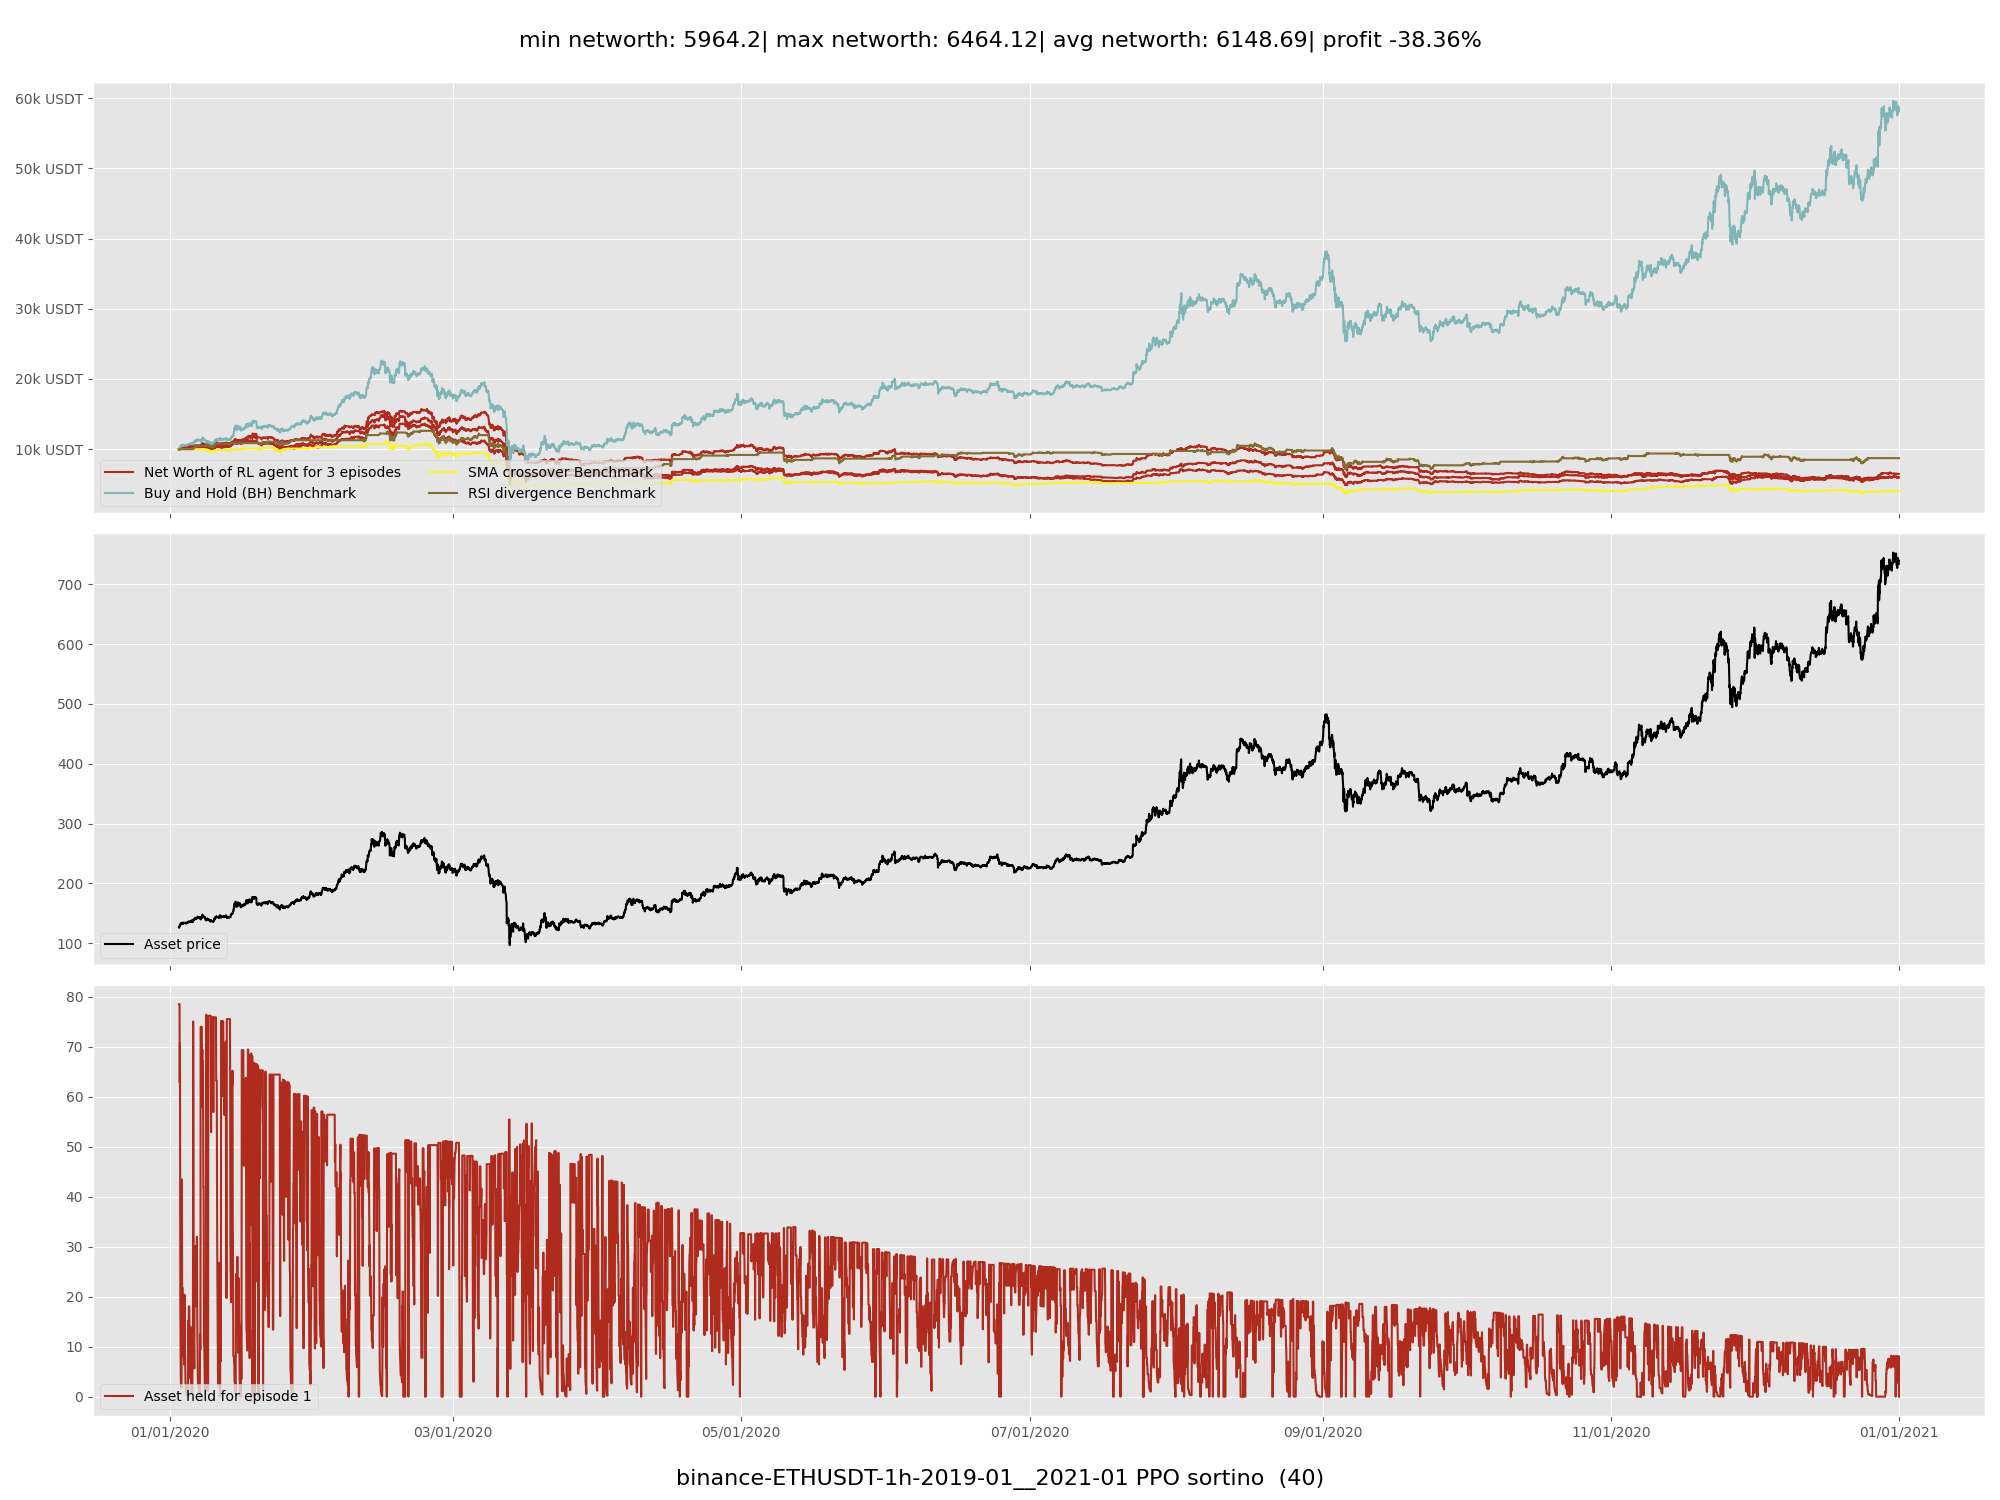 min networth: 5964.2| max networth: 6464.12| avg networth: 6148.69| profit -38.36%
60k USDT
50k USDT
40k USDT
30k USDT
20k USDT
10k USDT
Net Worth of RL agent for 3 episodes
Buy and Hold (BH) Benchmark
SMA crossover Benchmark
RSI divergence Benchmark
700
600
500
400
300
200
100
Asset price
80
70
60
50
40
30
20
10
0
Asset held for episode 1
01/01/2020 03/01/2020 05/01/2020 07/01/2020 09/01/2020 11/01/2020 01/01/2021
binance-ETHUSDT-1h-2019-01__2021-01 PPO sortino (40)